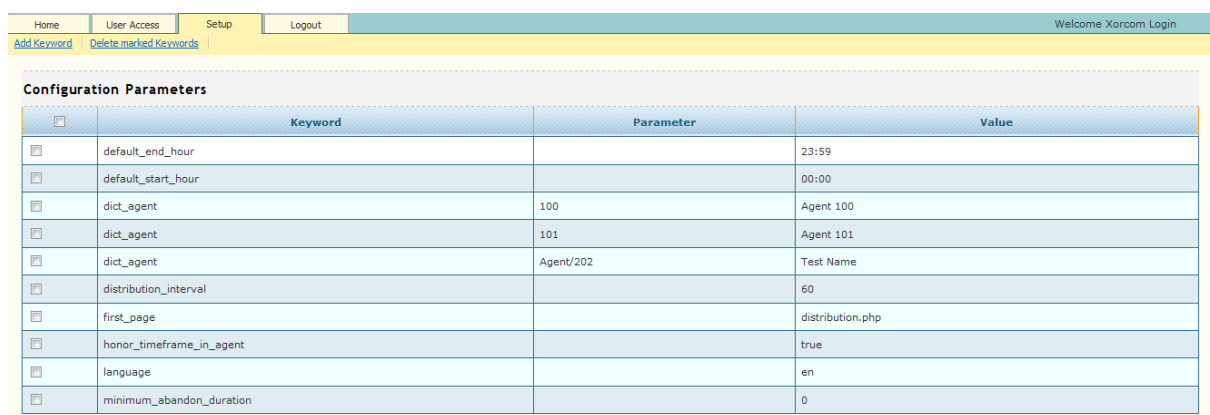 Home User Access Setup Logout Welcome Xorcom Login
Add Keyword Delete marked Keywords
Configuration Parameters
Keyword Parameter Value
default_end_hour 23:59
default_start_hour 00:00
dict_agent 100 Agent 100
dict_agent 101 Agent 101
dict_agent Agent/202 Test Name
distribution_interval 60
first_page distribution.php
honor_timeframe_in_agent true
language en
minimum_abandon_duration 0